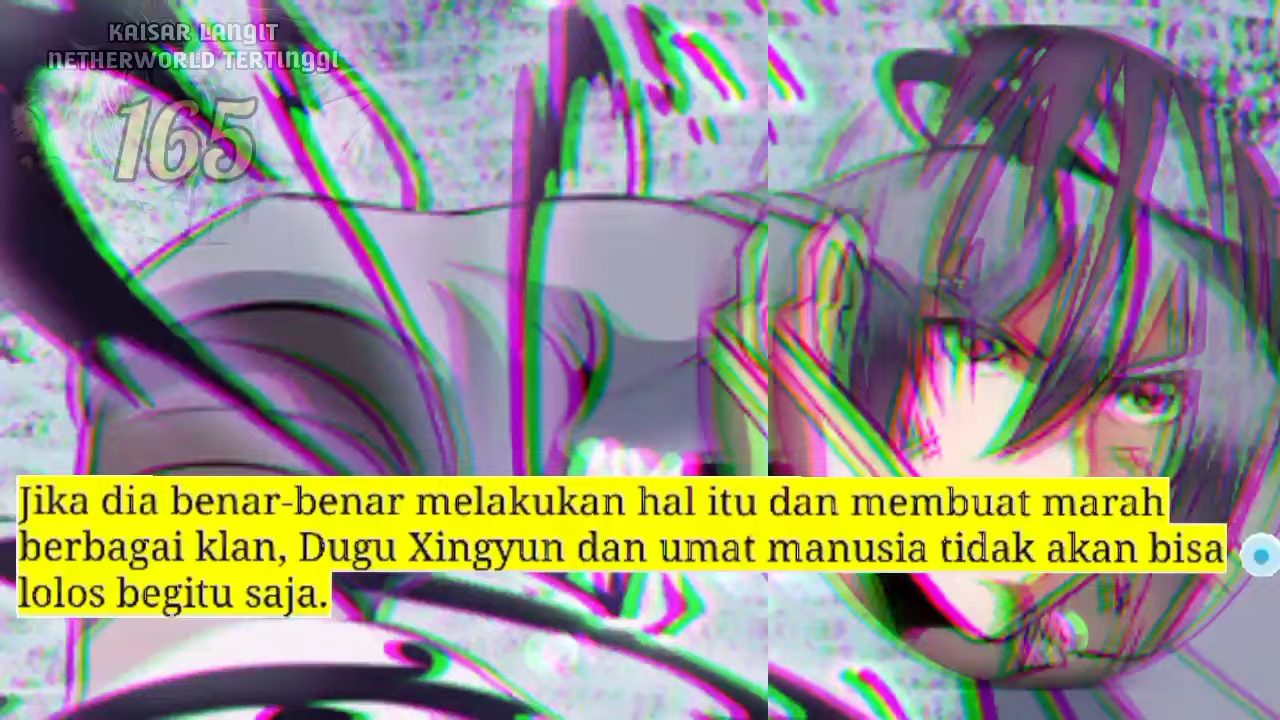 KAISAR LANGIT
NETHERWORLD TERTINGGI
165
Jika dia benar-benar melakukan hal itu dan membuat marah
berbagai klan, Dugu Xingyun dan umat manusia tidak akan bisa
lolos begitu saja.